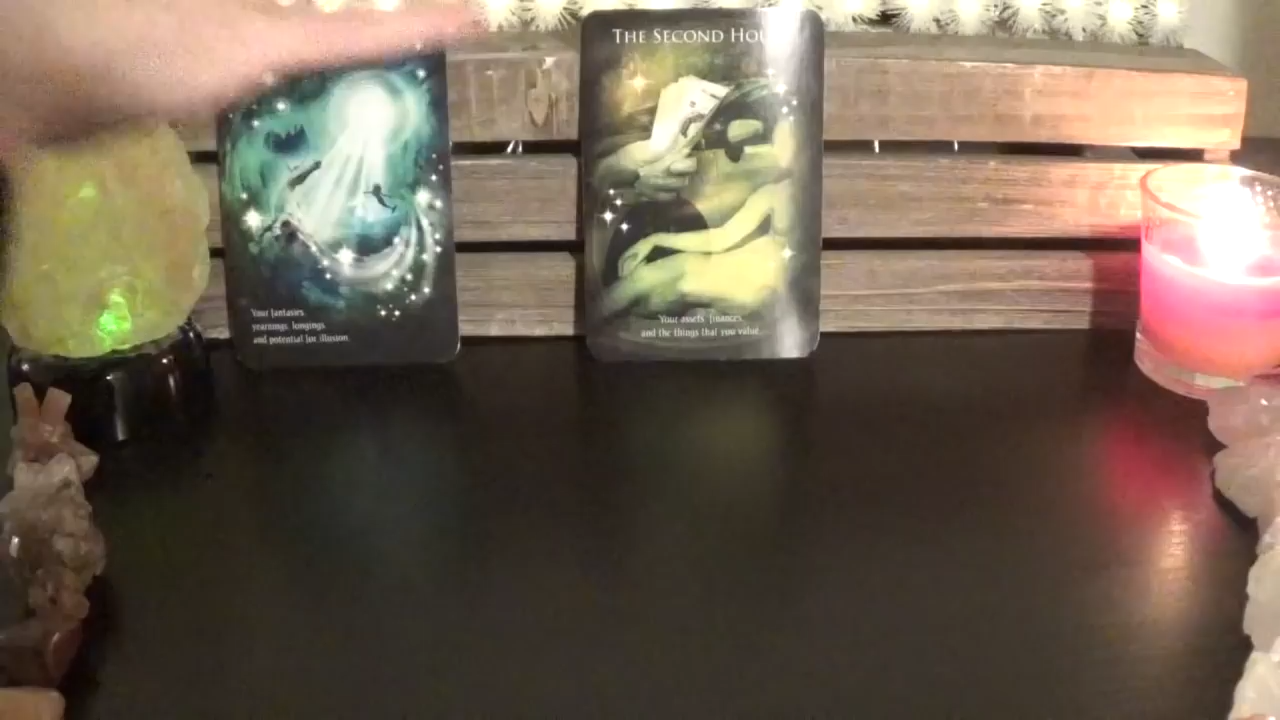 Your fantasies,
yearnings, longings,
and potential for illusion.
THE SECOND HOU
Your assets, finances,
and the things that you value.